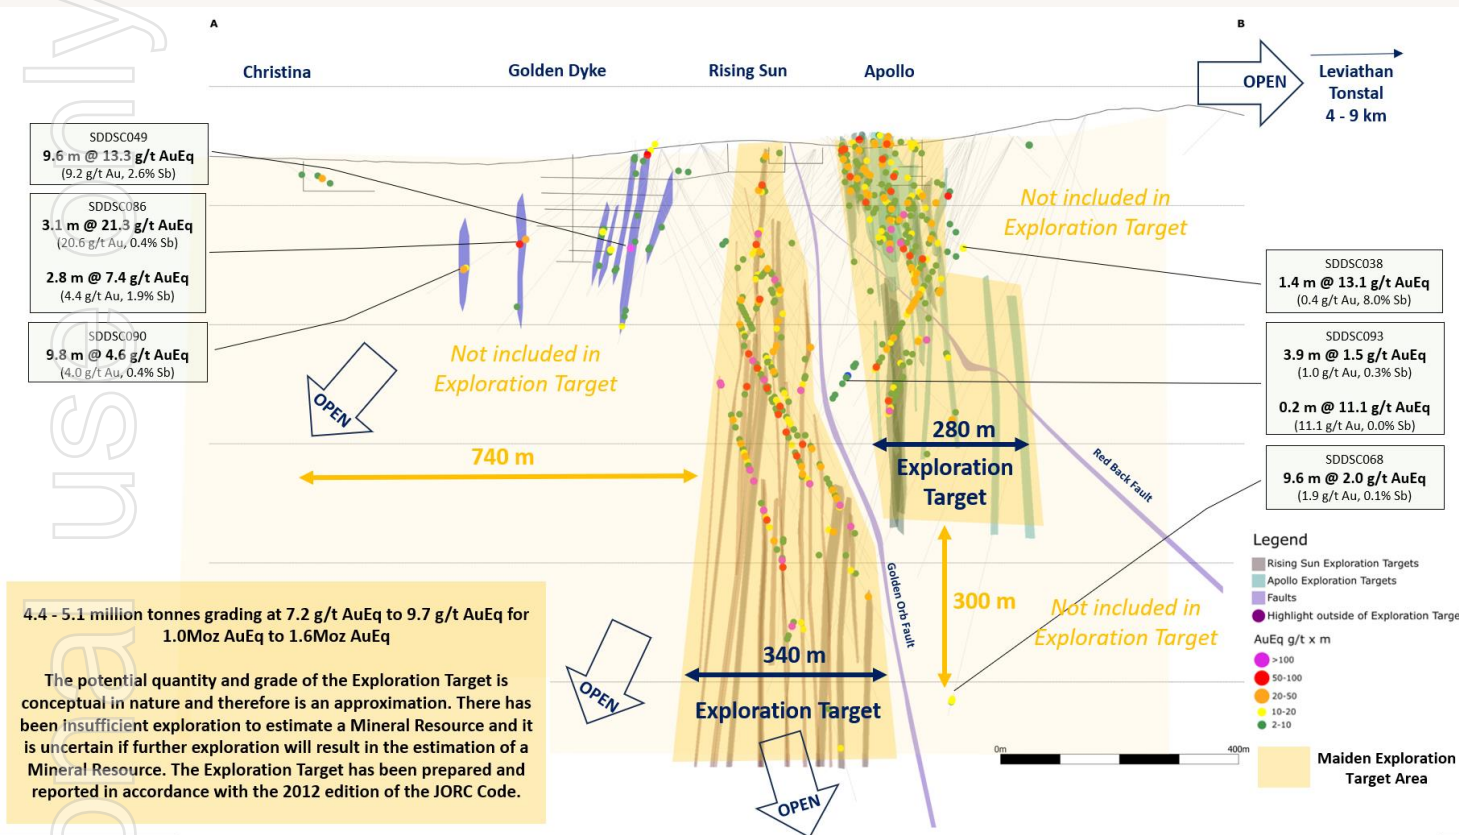 A
B
Christina
Golden Dyke
Rising Sun
Apollo
OPEN
Leviathan
Tonstal
4 - 9 km
SDDSC049
9.6 m @ 13.3 g/t AuEq
(9.2 g/t Au, 2.6% Sb)
SDDSC086
3.1 m @ 21.3 g/t AuEq
(20.6 g/t Au, 0.4% Sb)
2.8 m @ 7.4 g/t AuEq
(4.4 g/t Au, 1.9% Sb)
SDDSC090
9.8 m @ 4.6 g/t AuEq
(4.0 g/t Au, 0.4% Sb)
Not included in
Exploration Target
SDDSC038
1.4 m @ 13.1 g/t AuEq
(0.4 g/t Au, 8.0% Sb)
SDDSC093
3.9 m @ 1.5 g/t AuEq
(1.0 g/t Au, 0.3% Sb)
0.2 m @ 11.1 g/t AuEq
(11.1 g/t Au, 0.0% Sb)
SDDSC068
9.6 m @ 2.0 g/t AuEq
(1.9 g/t Au, 0.1% Sb)
Not included in
Exploration Target
OPEN
740 m
280 m
Exploration
Target
Red Back Fault
Golden Orb Fault
300 m
Not included in
Exploration Target
340 m
Exploration Target
OPEN
OPEN
4.4 - 5.1 million tonnes grading at 7.2 g/t AuEq to 9.7 g/t AuEq for
1.0Moz AuEq to 1.6Moz AuEq
The potential quantity and grade of the Exploration Target is
conceptual in nature and therefore is an approximation. There has
been insufficient exploration to estimate a Mineral Resource and it
is uncertain if further exploration will result in the estimation of a
Mineral Resource. The Exploration Target has been prepared and
reported in accordance with the 2012 edition of the JORC Code.
Legend
Rising Sun Exploration Targets
Apollo Exploration Targets
Faults
Highlight outside of Exploration Targe
AuEq g/t x m
>100
50-100
20-50
10-20
2-10
0m
400m
Maiden Exploration
Target Area
onal use only